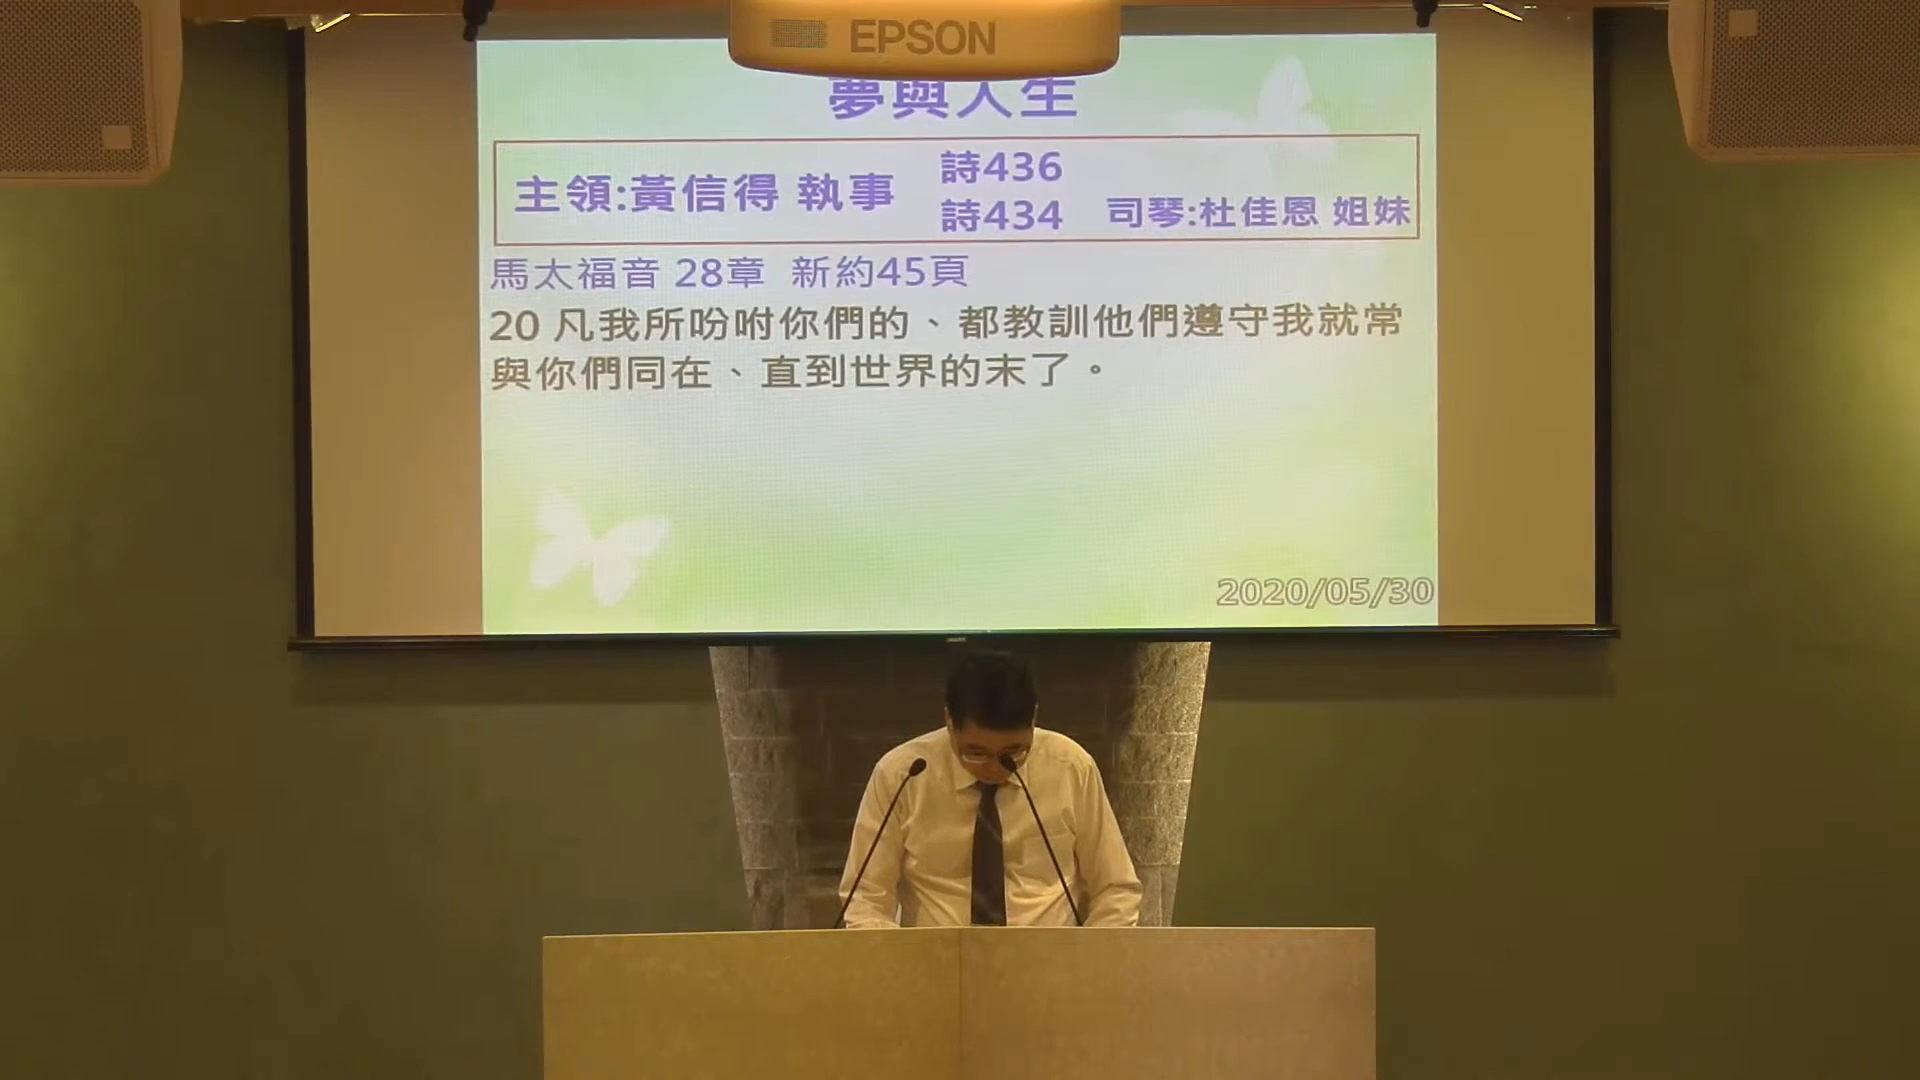 EPSON
夢與人生
主領:黃信得 執事
詩436
詩434
司琴:杜佳恩 姐妹
馬太福音 28章 新約45頁
20 凡我所吩咐你們的、都教訓他們遵守我就常
與你們同在、直到世界的末了。
2020/05/30